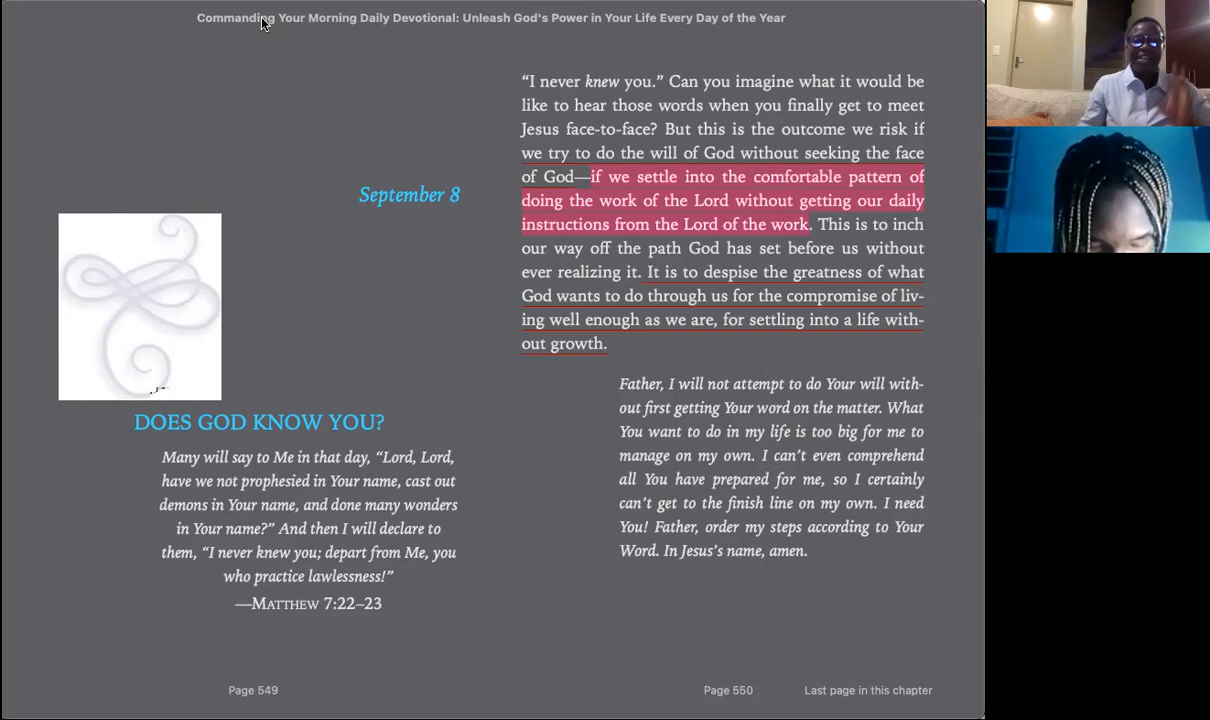 Commanding Your Morning Daily Devotional: Unleash God's Power in Your Life Every Day of the Year
September 8
DOES GOD KNOW YOU?
Many will say to Me in that day, “Lord, Lord,
have we not prophesied in Your name, cast out
demons in Your name, and done many wonders
in Your name?” And then I will declare to
them, “I never knew you; depart from Me, you
who practice lawlessness!”
—Matthew 7:22–23
Page 549
“I never knew you.” Can you imagine what it would be
like to hear those words when you finally get to meet
Jesus face-to-face? But this is the outcome we risk if
we try to do the will of God without seeking the face
of God—if we settle into the comfortable pattern of
doing the work of the Lord without getting our daily
instructions from the Lord of the work. This is to inch
our way off the path God has set before us without
ever realizing it. It is to despise the greatness of what
God wants to do through us for the compromise of liv-
ing well enough as we are, for settling into a life with-
out growth.
Father, I will not attempt to do Your will with-
out first getting Your word on the matter. What
You want to do in my life is too big for me to
manage on my own. I can’t even comprehend
all You have prepared for me, so I certainly
can’t get to the finish line on my own. I need
You! Father, order my steps according to Your
Word. In Jesus’s name, amen.
Page 550
Last page in this chapter